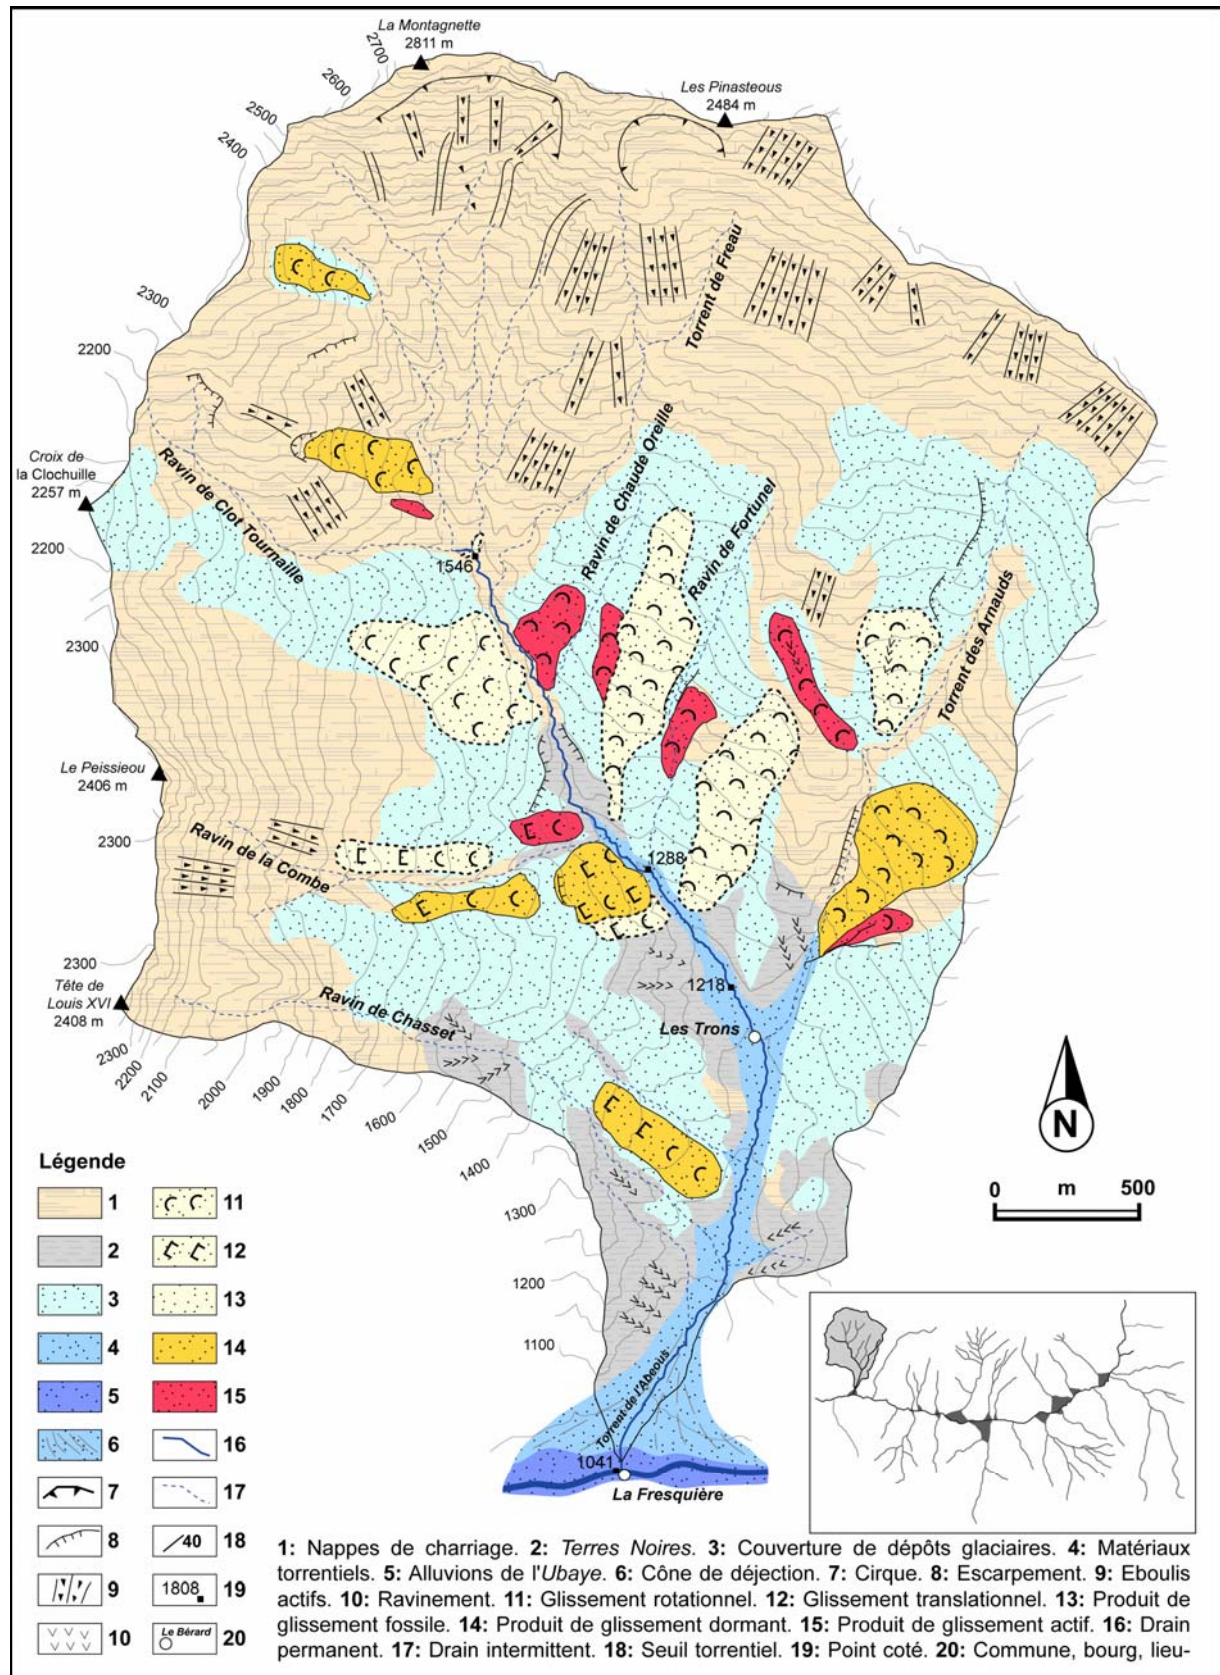 La Montagnette
2811 m
2700
2600
2500
2400
Les Pinasteous
2484 m
2300
2200
Torrent de Freau
Croix de
la Clochuille
2257 m
2200
Ravin de Clot Tournaille
Ravin de Chaude Oreille
Ravin de Fortunel
1546
Torrent des Arnauds
2300
Le Peissieou
2406 m
2300
Ravin de la Combe
1288
2300
Tête de
Louis XVI
2408 m
Ravin de Chasset
1218
Les Trons
2300
2200
2100
2000
1900
1800
1700
1600
1500
1400
1300
1200
1100
N
0 m 500
Torrent de l'Abeous
1041
La Fresquière
Légende
1
2
3
4
5
6
7
8
9
10
11
12
13
14
15
16
17
40 18
1808 19
Le Bérard 20
1: Nappes de charriage. 2: Terres Noires. 3: Couverture de dépôts glaciaires. 4: Matériaux
torrentiels. 5: Alluvions de l'Ubaye. 6: Cône de déjection. 7: Cirque. 8: Escarpement. 9: Eboulis
actifs. 10: Ravinement. 11: Glissement rotationnel. 12: Glissement translationnel. 13: Produit de
glissement fossile. 14: Produit de glissement dormant. 15: Produit de glissement actif. 16: Drain
permanent. 17: Drain intermittent. 18: Seuil torrentiel. 19: Point coté. 20: Commune, bourg, lieu-